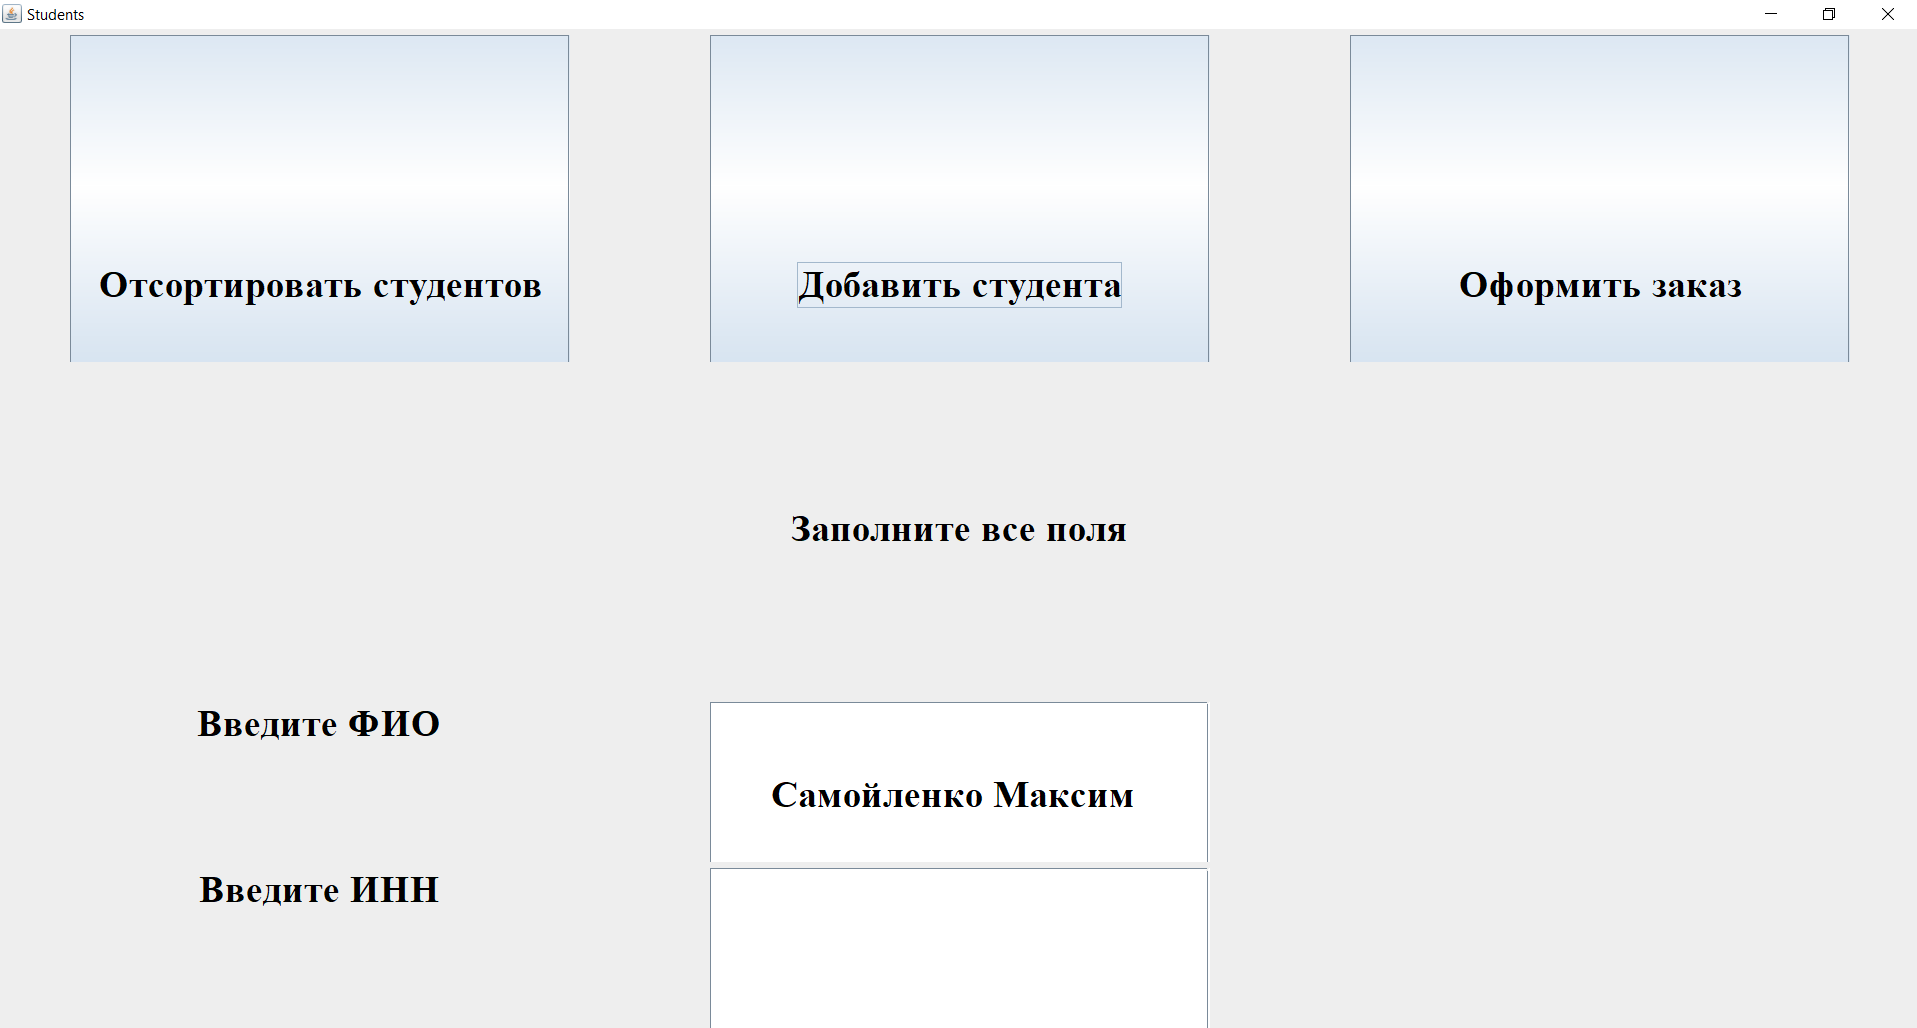 Students
Отсортировать студентов
Добавить студента
Оформить заказ
Заполните все поля
Введите ФИО
Самойленко Максим
Введите ИНН